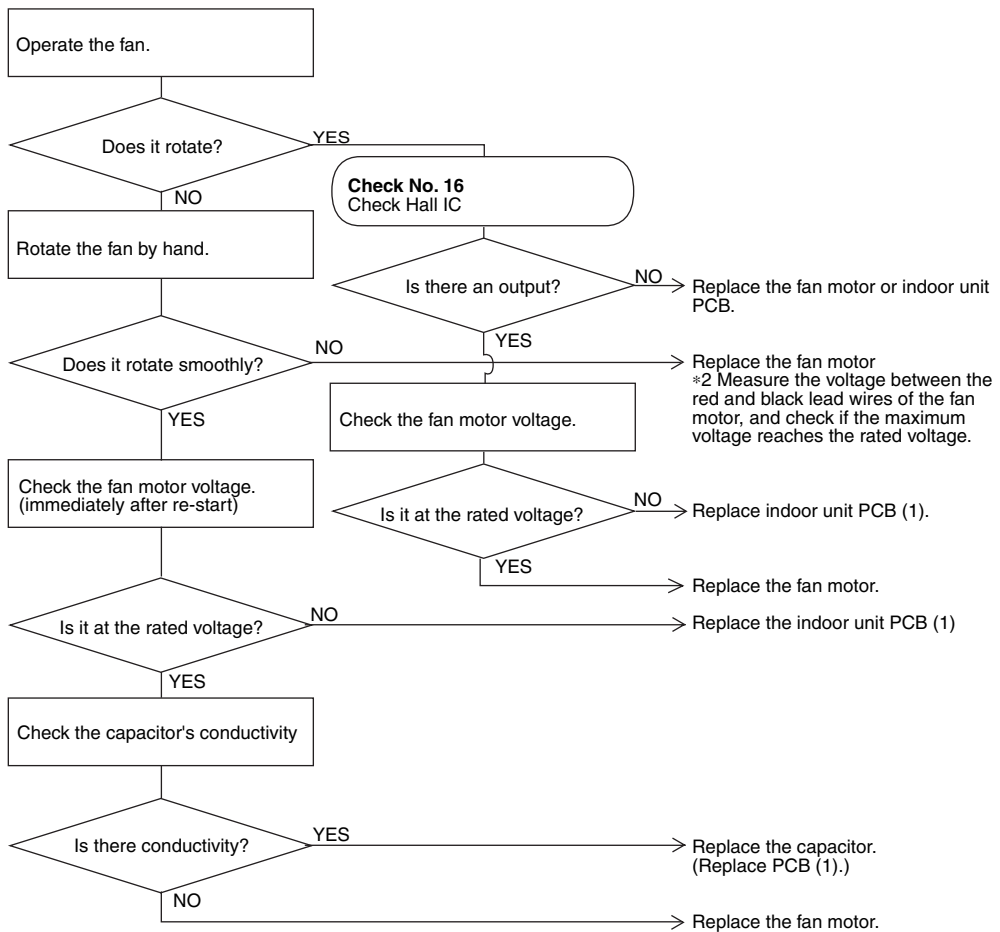 Operate the fan.
Does it rotate?
YES
NO
Check No. 16
Check Hall IC
Rotate the fan by hand.
Is there an output?
NO
Replace the fan motor or indoor unit
PCB.
YES
Does it rotate smoothly?
NO
Replace the fan motor
*2 Measure the voltage between the
red and black lead wires of the fan
motor, and check if the maximum
voltage reaches the rated voltage.
YES
Check the fan motor voltage.
Check the fan motor voltage.
(immediately after re-start)
Is it at the rated voltage?
NO
Replace indoor unit PCB (1).
YES
Replace the fan motor.
Is it at the rated voltage?
NO
Replace the indoor unit PCB (1)
YES
Check the capacitor's conductivity
Is there conductivity?
YES
Replace the capacitor.
(Replace PCB (1).)
NO
Replace the fan motor.